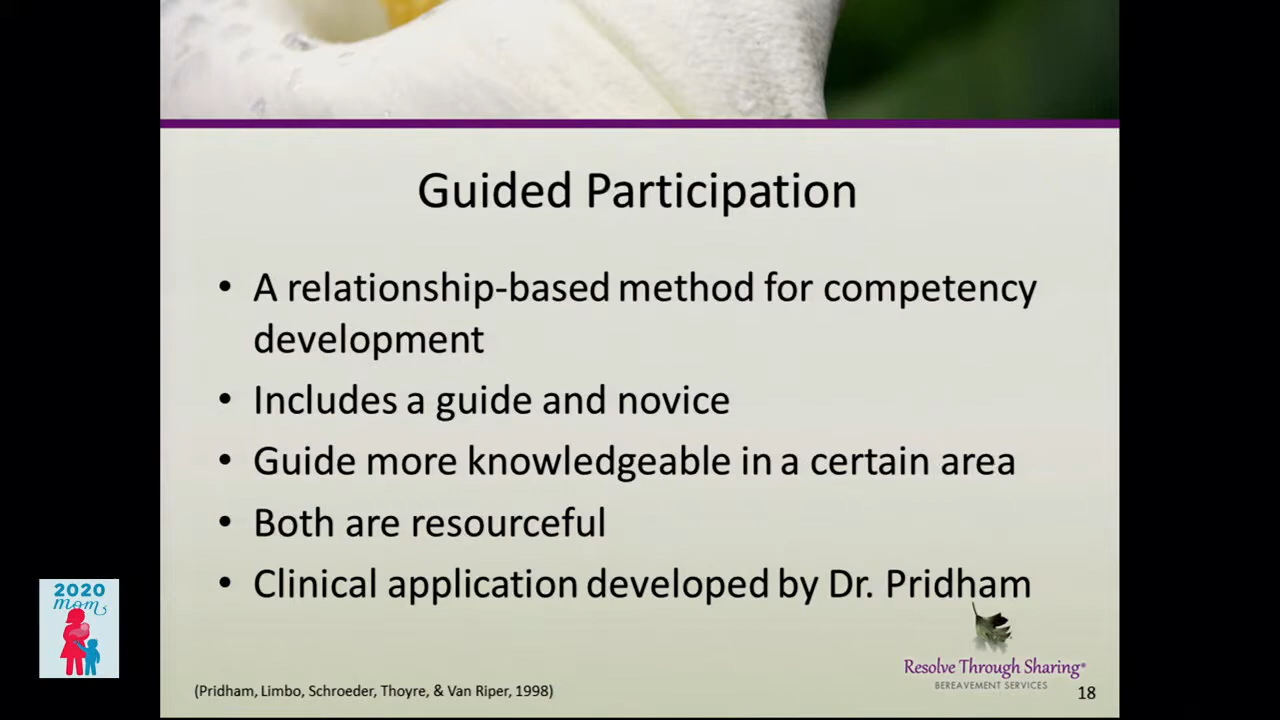 Guided Participation
• A relationship-based method for competency
development
• Includes a guide and novice
• Guide more knowledgeable in a certain area
• Both are resourceful
• Clinical application developed by Dr. Pridham
2020
mom
Resolve Through Sharing®
BEREAVEMENT SERVICES
(Pridham, Limbo, Schroeder, Thoyre, & Van Riper, 1998)
18